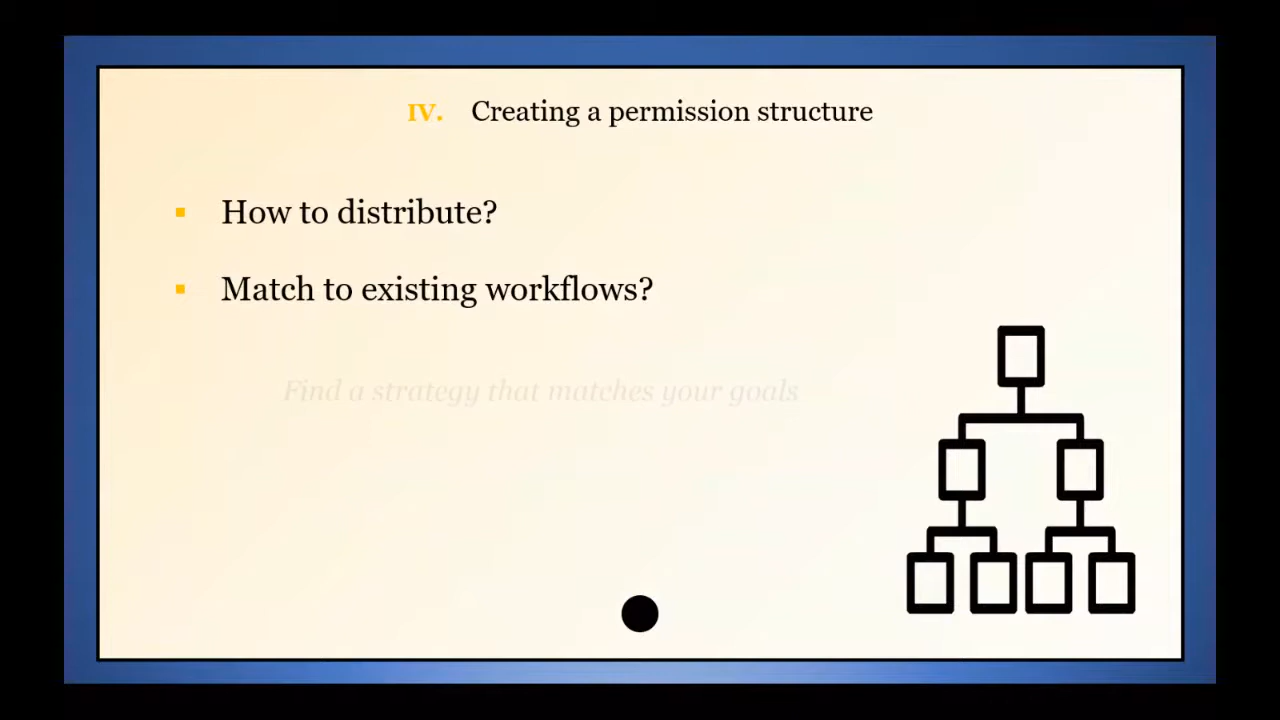 IV. Creating a permission structure
How to distribute?
Match to existing workflows?
Find a strategy that matches your goals